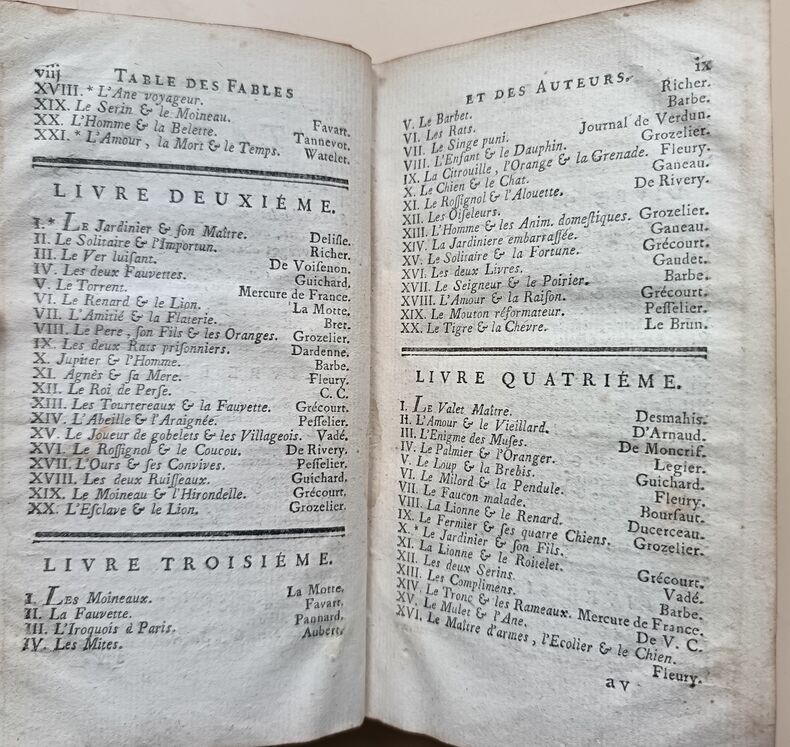 viij TABLE DES FABLES
XVIII. * L'Ane voyageur.
XIX. Le Serin & le Moineau. Favart.
XX. L'Homme & la Belette. Tannevot.
XXI. * L'Amour, la Mort & le Temps. Watelet.
LIVRE DEUXIÉME.
I. * LE Jardinier & ſon Maître. Deliſle.
II. Le Solitaire & l'Importun. Richer.
III. Le Ver luiſant. De Voiſenon.
IV. Les deux Fauvettes. Guichard.
V. Le Torrent. Mercure de France.
VI. Le Renard & le Lion. La Motte.
VII. L'Amitié & la Flaterie. Bret.
VIII. Le Pere, ſon Fils & les Oranges. Grozelier.
IX. Les deux Rats priſonniers. Dardenne.
X. Jupiter & l'Homme. Barbe.
XI. Agnès & ſa Mere. Fleury.
XII. Le Roi de Perſe. C. C.
XIII. Les Tourtereaux & la Fauvette. Grécourt.
XIV. L'Abeille & l'Araignée. Peſſelier.
XV. Le Joueur de gobelets & les Villageois. Vadé.
XVI. Le Roſſignol & le Coucou. De Rivery.
XVII. L'Ours & ſes Convives. Peſſelier.
XVIII. Les deux Ruiſſeaux. Guichard.
XIX. Le Moineau & l'Hirondelle. Grécourt.
XX. L'Eſclave & le Lion. Grozelier.
LIVRE TROISIÉME.
I. LES Moineaux. La Motte.
II. La Fauvette. Favart.
III. L'Iroquois à Paris. Pannard.
IV. Les Mites. Aubert.
ET DES AUTEURS. ix
V. Le Barbet. Richer.
VI. Les Rats. Barbe.
VII. Le Singe puni. Journal de Verdun.
VIII. L'Enfant & le Dauphin. Grozelier.
IX. La Citrouille, l'Orange & la Grenade. Fleury.
X. Le Chien & le Chat. Ganeau.
XI. Le Roſſignol & l'Alouette. De Rivery.
XII. Les Oiſeleurs.
XIII. L'Homme & les Anim. domeſtiques. Grozelier.
XIV. La Jardiniere embarraſſée. Ganeau.
XV. Le Solitaire & la Fortune. Grécourt.
XVI. Les deux Livres. Gaudet.
XVII. Le Seigneur & le Poirier. Barbe.
XVIII. L'Amour & la Raiſon. Grécourt.
XIX. Le Mouton réformateur. Peſſelier.
XX. Le Tigre & la Chevre. Le Brun.
LIVRE QUATRIÉME.
I. LE Valet Maître. Desmahis.
II. L'Amour & le Vieillard. D'Arnaud.
III. L'Enigme des Muſes. De Moncrif.
IV. Le Palmier & l'Oranger. Legier.
V. Le Loup & la Brebis. Guichard.
VI. Le Milord & la Pendule. Fleury.
VII. Le Faucon malade. Bourſaut.
VIII. La Lionne & le Renard. Ducerceau.
IX. Le Fermier & ſes quatre Chiens. Grozelier.
X. * Le Jardinier & ſon Fils.
XI. La Lionne & le Roitelet. Grécourt.
XII. Les deux Serins. Vadé.
XIII. Les Complimens. Barbe.
XIV. Le Tronc & les Rameaux. Mercure de France.
XV. Le Mulet & l'Ane. De V. C.
XVI. Le Maître d'armes, l'Ecolier & le Chien.
Fleury.
a v